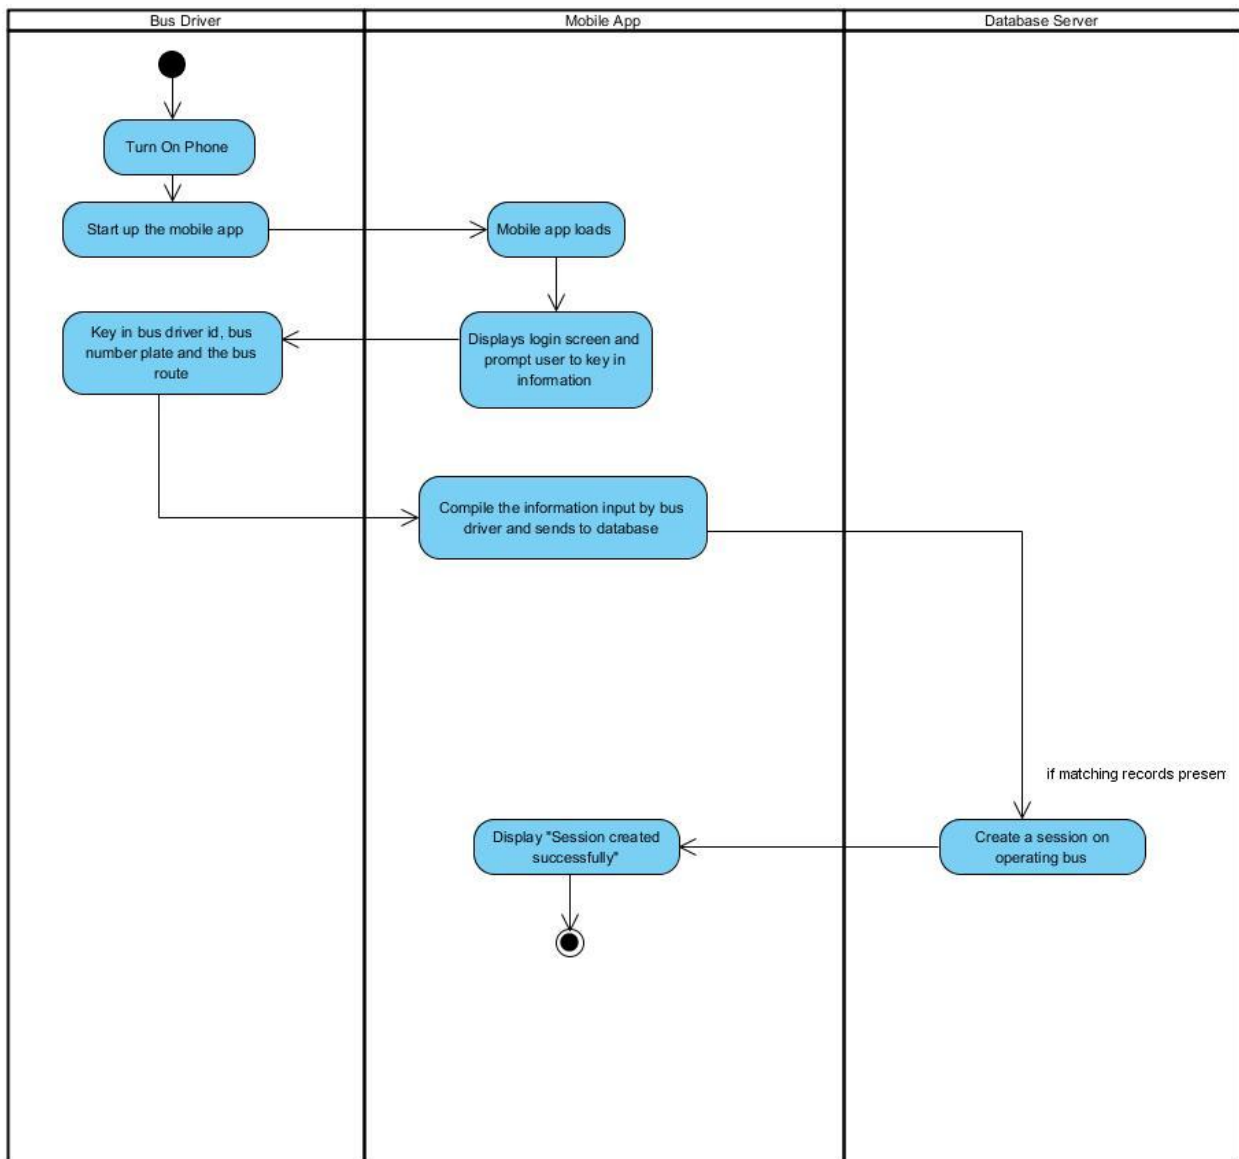 Bus Driver
Mobile App
Database Server
Turn On Phone
Start up the mobile app
Mobile app loads
Key in bus driver id, bus
number plate and the bus
route
Displays login screen and
prompt user to key in
information
Compile the information input by bus
driver and sends to database
if matching records presen
Display "Session created
successfully"
Create a session on
operating bus